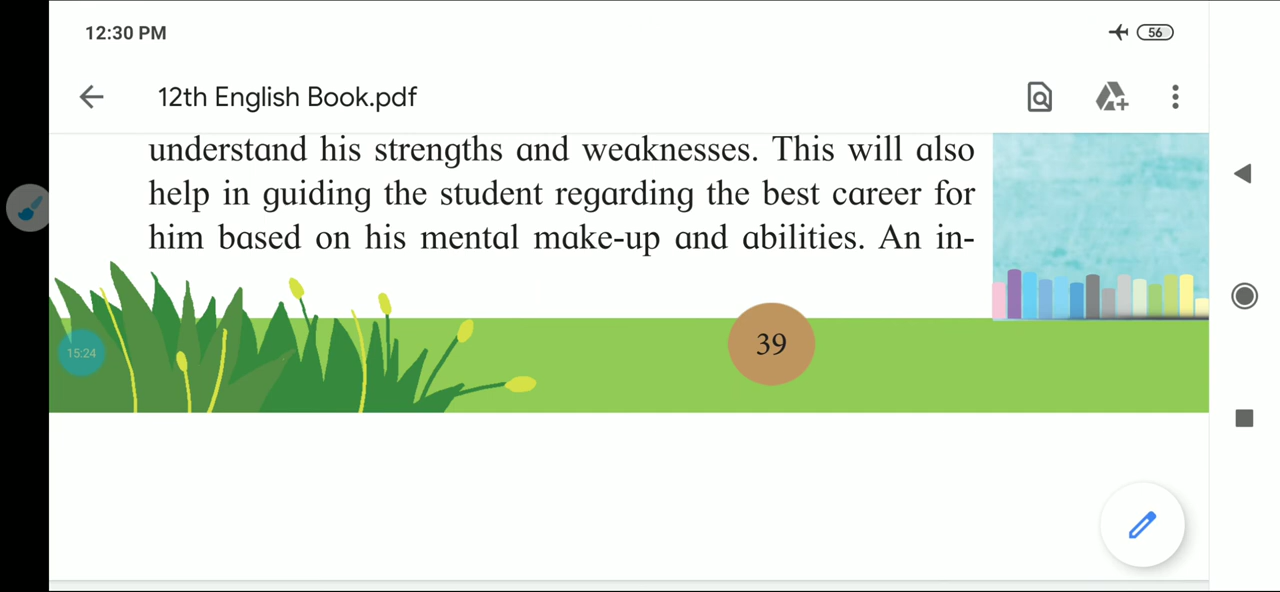 12:30 PM
56
12th English Book.pdf
understand his strengths and weaknesses. This will also
help in guiding the student regarding the best career for
him based on his mental make-up and abilities. An in-
15:24
39